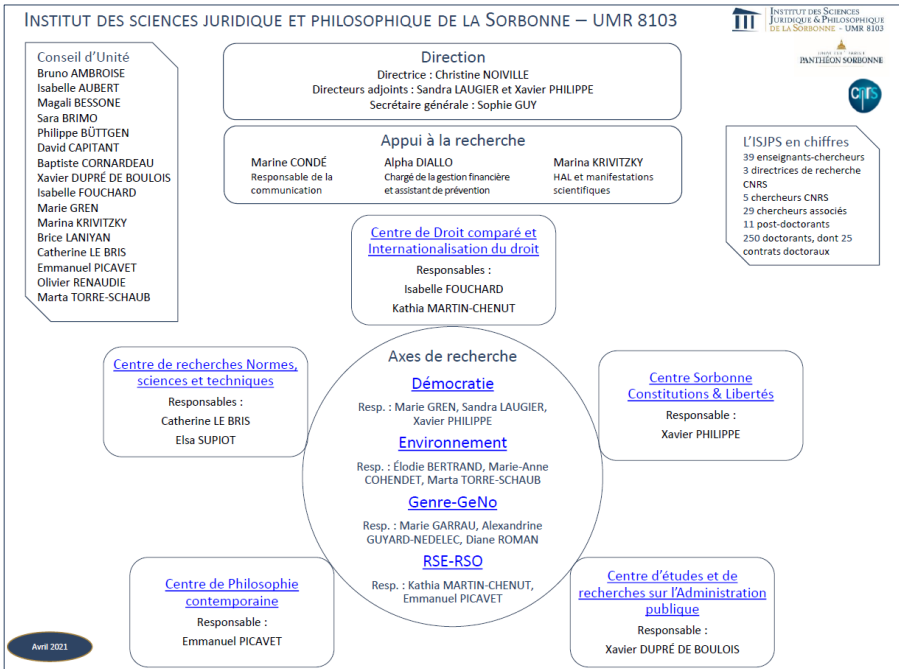 INSTITUT DES SCIENCES JURIDIQUE ET PHILOSOPHIQUE DE LA SORBONNE – UMR 8103
INSTITUT DES SCIENCES
JURIDIQUE & PHILOSOPHIQUE
DE LA SORBONNE - UMR 8103
PANTHÉON SORBONNE
cnrs
Conseil d'Unité
Bruno AMBROISE
Isabelle AUBERT
Magali BESSONE
Sara BRIMO
Philippe BÜTTGEN
David CAPITANT
Baptiste CORNARDEAU
Xavier DUPRÉ DE BOULOIS
Isabelle FOUCHARD
Marie GREN
Marina KRIVITZKY
Brice LANIYAN
Catherine LE BRIS
Emmanuel PICAVET
Olivier RENAUDIE
Marta TORRE-SCHAUB
Direction
Directrice : Christine NOIVILLE
Directeurs adjoints : Sandra LAUGIER et Xavier PHILIPPE
Secrétaire générale : Sophie GUY
Appui à la recherche
Marine CONDÉ
Responsable de la
communication
Alpha DIALLO
Chargé de la gestion financière
et assistant de prévention
Marina KRIVITZKY
HAL et manifestations
scientifiques
L'ISJPS en chiffres
39 enseignants-chercheurs
3 directrices de recherche
CNRS
5 chercheurs CNRS
29 chercheurs associés
11 post-doctorants
250 doctorants, dont 25
contrats doctoraux
Centre de Droit comparé et
Internationalisation du droit
Responsables :
Isabelle FOUCHARD
Kathia MARTIN-CHENUT
Centre de recherches Normes,
sciences et techniques
Responsables :
Catherine LE BRIS
Elsa SUPIOT
Axes de recherche
Démocratie
Resp. : Marie GREN, Sandra LAUGIER,
Xavier PHILIPPE
Environnement
Resp. : Élodie BERTRAND, Marie-Anne
COHENDET, Marta TORRE-SCHAUB
Genre-GeNo
Resp. : Marie GARRAU, Alexandrine
GUYARD-NEDELEC, Diane ROMAN
RSE-RSO
Resp. : Kathia MARTIN-CHENUT,
Emmanuel PICAVET
Centre Sorbonne
Constitutions & Libertés
Responsable :
Xavier PHILIPPE
Centre de Philosophie
contemporaine
Responsable :
Emmanuel PICAVET
Centre d'études et de
recherches sur l'Administration
publique
Responsable :
Xavier DUPRÉ DE BOULOIS
Avril 2021